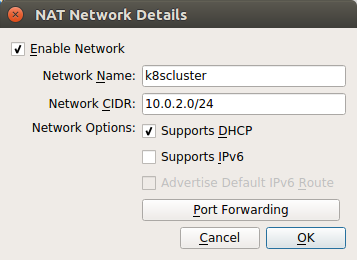 NAT Network Details
Enable Network
Network Name: k8scluster
Network CIDR: 10.0.2.0/24
Network Options: Supports DHCP
Supports IPv6
Advertise Default IPv6 Route
Port Forwarding
Cancel OK